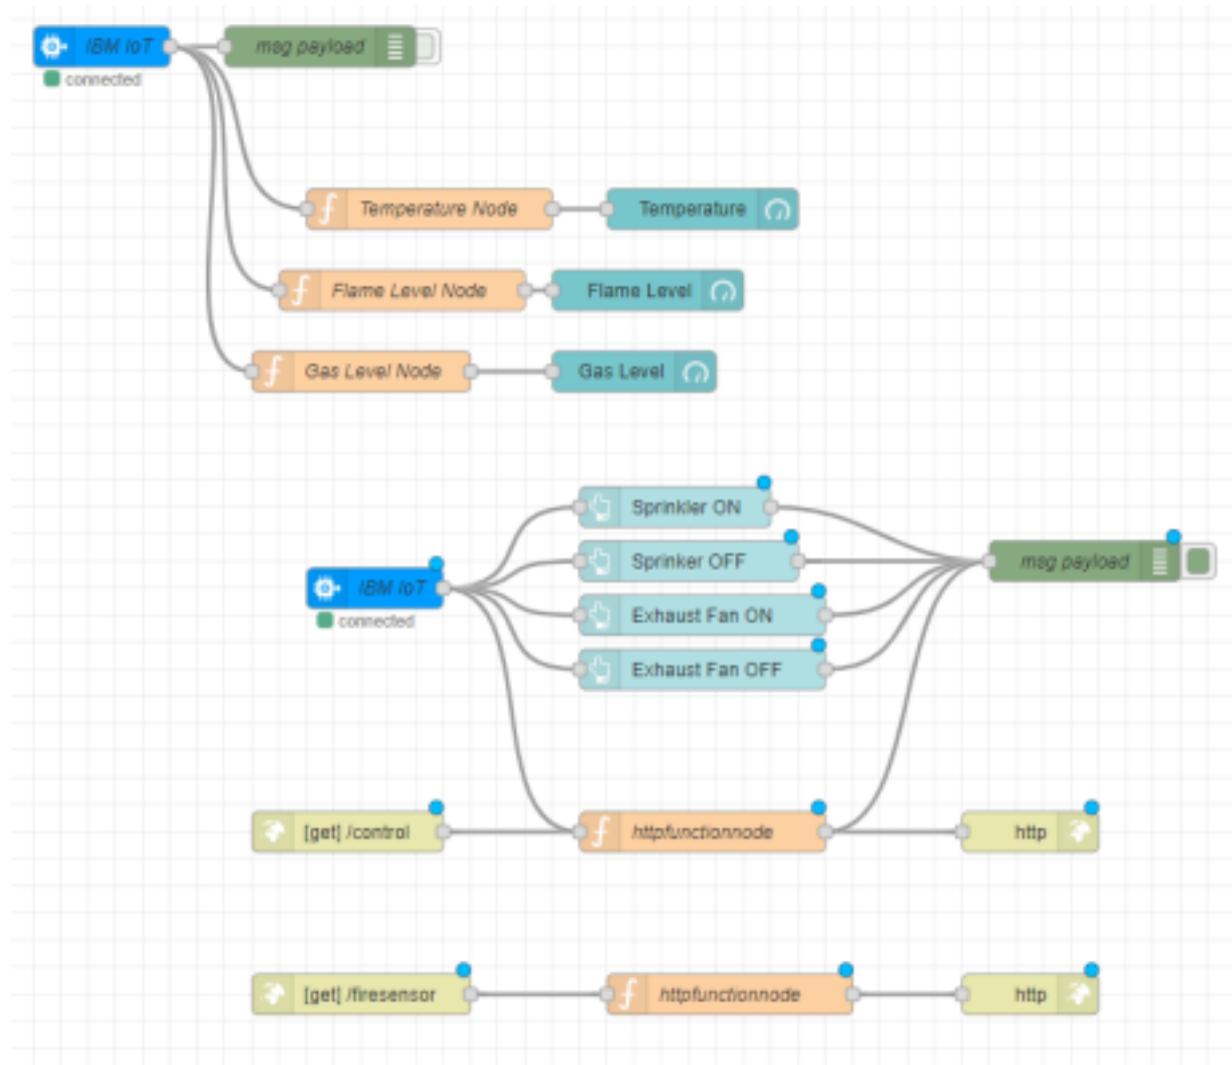 IBM IoT
msg payload
connected
Temperature Node
Temperature
Flame Level Node
Flame Level
Gas Level Node
Gas Level
Sprinkler ON
Sprinker OFF
msg payload
IBM IoT
Exhaust Fan ON
connected
Exhaust Fan OFF
[get] /control
httpfunctionnode
http
[get] /firesensor
httpfunctionnode
http